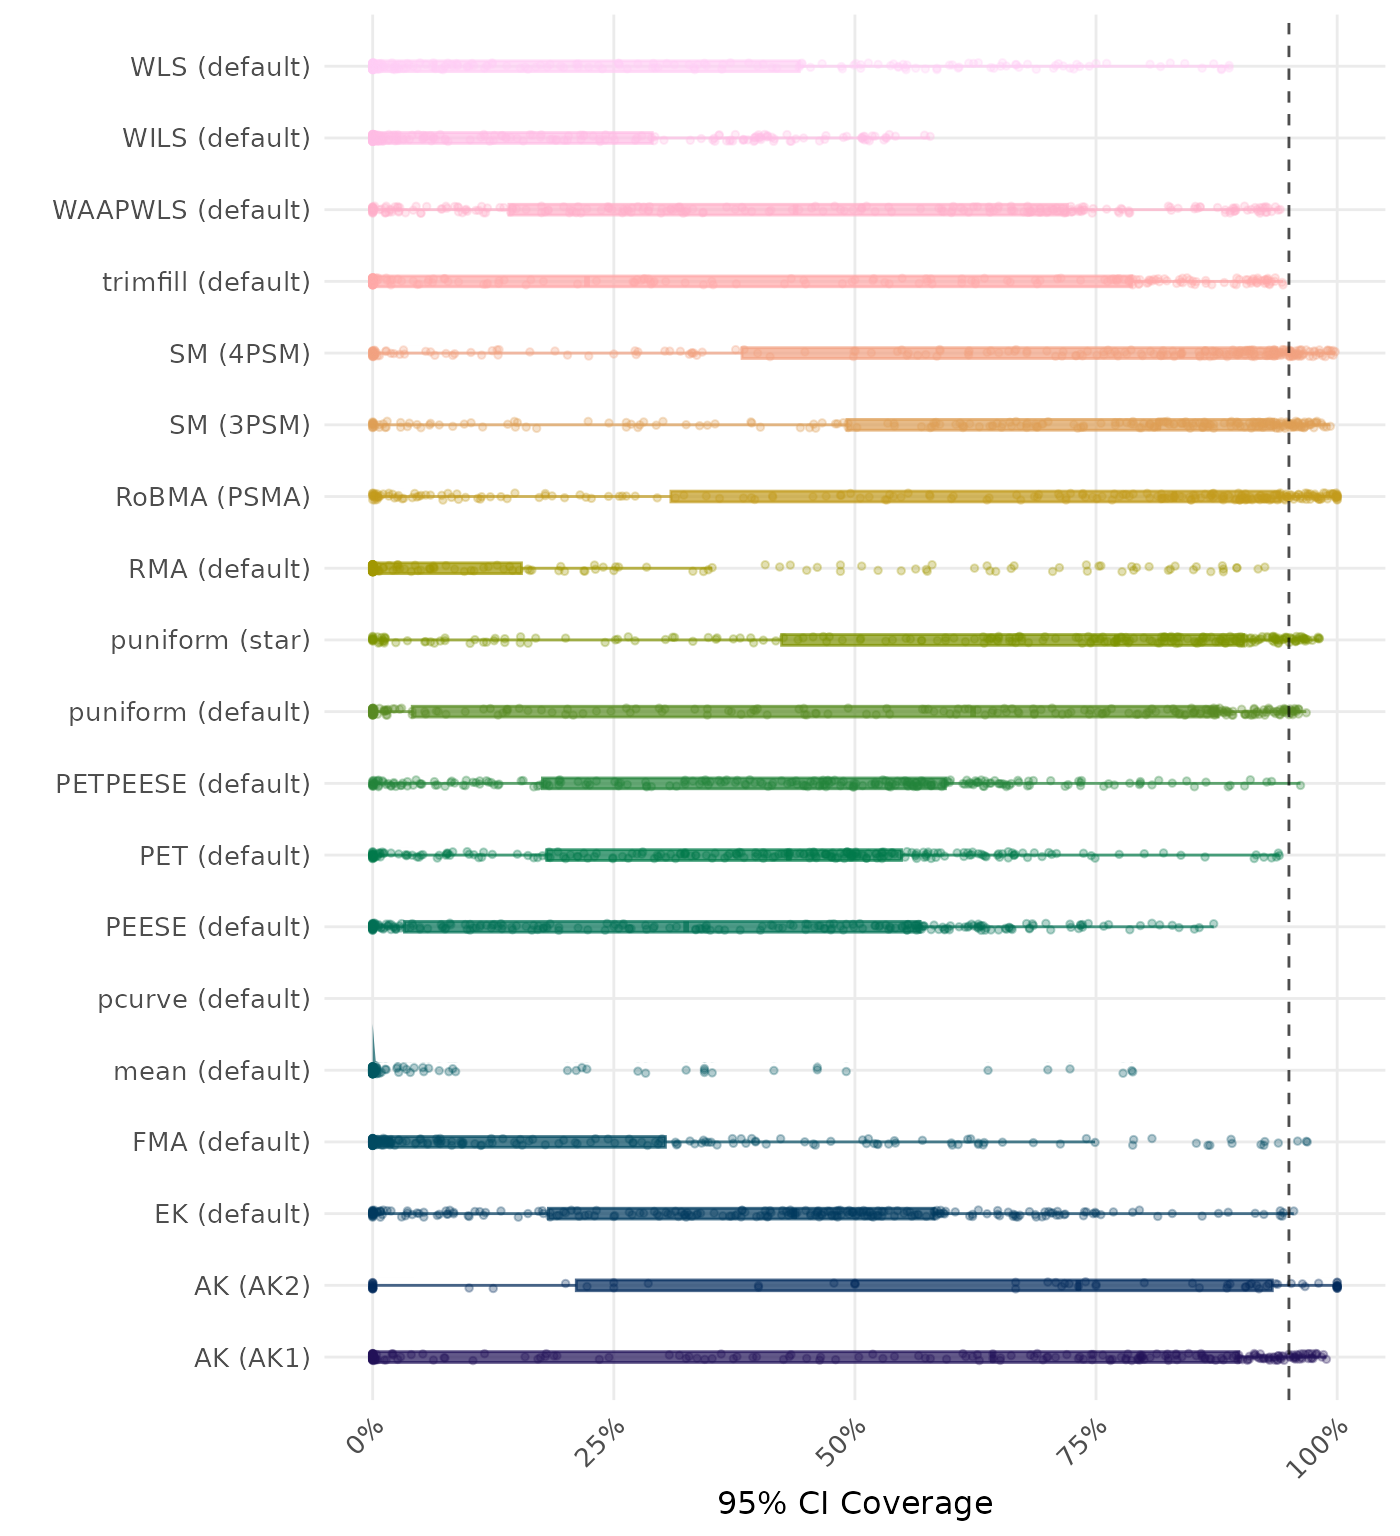 WLS (default)
WILS (default)
WAAPWLS (default)
trimfill (default)
SM (4PSM)
SM (3PSM)
RoBMA (PSMA)
RMA (default)
puniform (star)
puniform (default)
PETPEESE (default)
PET (default)
PEESE (default)
pcurve (default)
mean (default)
FMA (default)
EK (default)
AK (AK2)
AK (AK1)
0% 25% 50% 75% 100%
95% CI Coverage